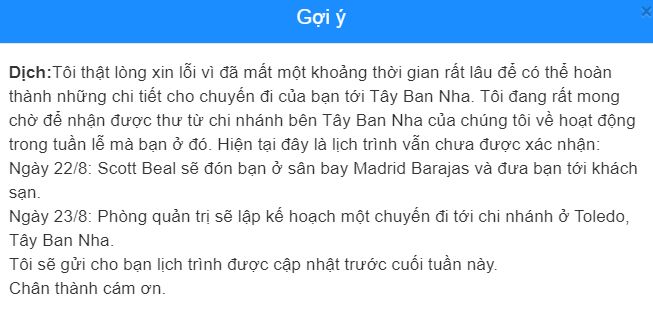 Gợi ý
Dịch:Tôi thật lòng xin lỗi vì đã mất một khoảng thời gian rất lâu để có thể hoàn
thành những chi tiết cho chuyến đi của bạn tới Tây Ban Nha. Tôi đang rất mong
chờ để nhận được thư từ chi nhánh bên Tây Ban Nha của chúng tôi về hoạt động
trong tuần lễ mà bạn ở đó. Hiện tại đây là lịch trình vẫn chưa được xác nhận:
Ngày 22/8: Scott Beal sẽ đón bạn ở sân bay Madrid Barajas và đưa bạn tới khách
sạn.
Ngày 23/8: Phòng quản trị sẽ lập kế hoạch một chuyến đi tới chi nhánh ở Toledo,
Tây Ban Nha.
Tôi sẽ gửi cho bạn lịch trình được cập nhật trước cuối tuần này.
Chân thành cám ơn.